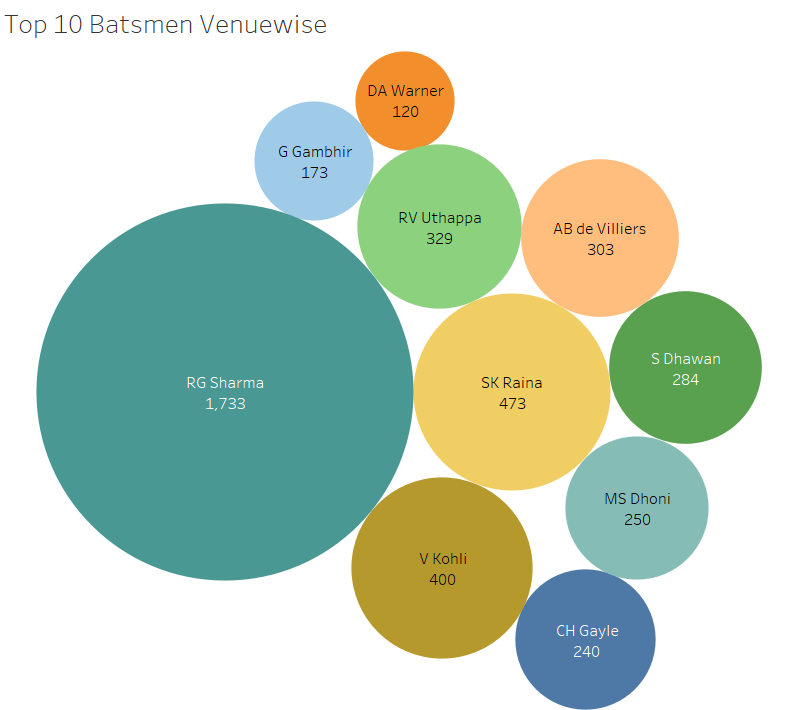 Top 10 Batsmen Venuewise
DA Warner
120
G Gambhir
173
RV Uthappa
329
AB de Villiers
303
RG Sharma
1,733
SK Raina
473
S Dhawan
284
MS Dhoni
250
V Kohli
400
CH Gayle
240